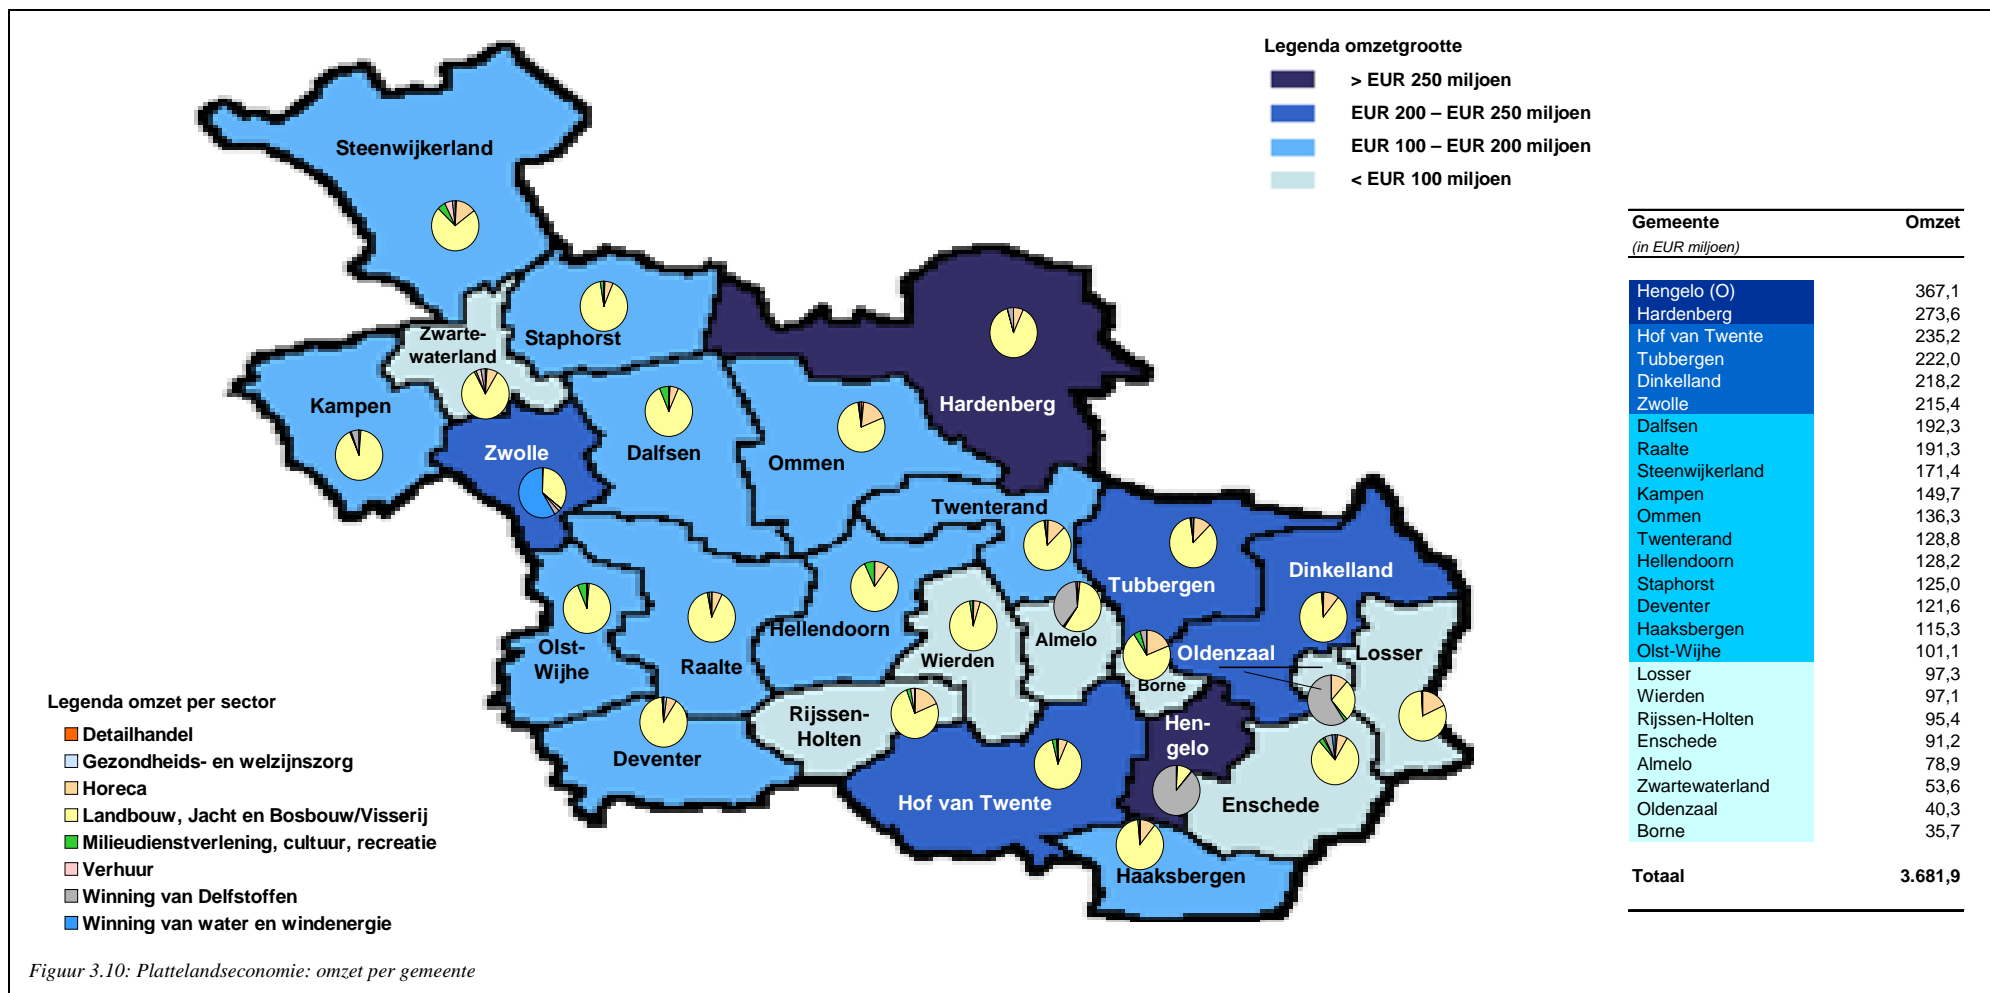 Legenda omzetgrootte
> EUR 250 miljoen
EUR 200 – EUR 250 miljoen
EUR 100 – EUR 200 miljoen
< EUR 100 miljoen
Steenwijkerland
Zwarte-
waterland
Staphorst
Kampen
Zwolle
Dalfsen
Ommen
Hardenberg
Twenterand
Tubbergen
Dinkelland
Hellendoorn
Olst-
Wijhe
Raalte
Wierden
Almelo
Oldenzaal
Losser
Borne
Rijssen-
Holten
Deventer
Hen-
gelo
Hof van Twente
Enschede
Haaksbergen
Legenda omzet per sector
Detailhandel
Gezondheids- en welzijnszorg
Horeca
Landbouw, Jacht en Bosbouw/Visserij
Milieudienstverlening, cultuur, recreatie
Verhuur
Winning van Delfstoffen
Winning van water en windenergie
Gemeente Omzet
(in EUR miljoen)
Hengelo (O) 367,1
Hardenberg 273,6
Hof van Twente 235,2
Tubbergen 222,0
Dinkelland 218,2
Zwolle 215,4
Dalfsen 192,3
Raalte 191,3
Steenwijkerland 171,4
Kampen 149,7
Ommen 136,3
Twenterand 128,8
Hellendoorn 128,2
Staphorst 125,0
Deventer 121,6
Haaksbergen 115,3
Olst-Wijhe 101,1
Losser 97,3
Wierden 97,1
Rijssen-Holten 95,4
Enschede 91,2
Almelo 78,9
Zwartewaterland 53,6
Oldenzaal 40,3
Borne 35,7
Totaal 3.681,9
Figuur 3.10: Plattelandseconomie: omzet per gemeente